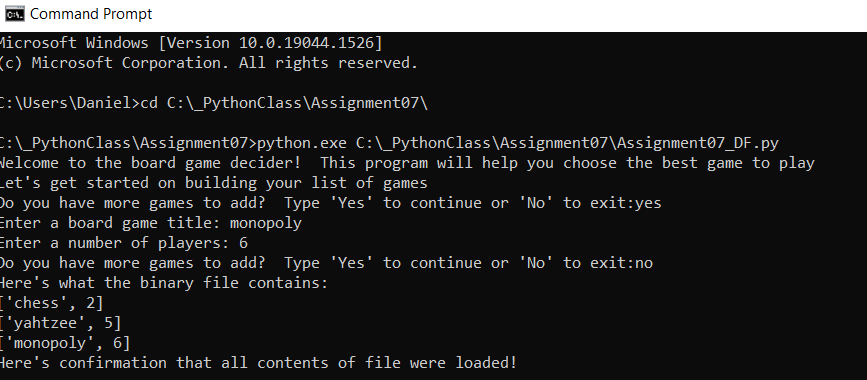 Command Prompt
Microsoft Windows [Version 10.0.19044.1526]
(c) Microsoft Corporation. All rights reserved.
C:\Users\Daniel>cd C:\_PythonClass\Assignment07\
C:\_PythonClass\Assignment07>python.exe C:\_PythonClass\Assignment07\Assignment07_DF.py
Welcome to the board game decider!  This program will help you choose the best game to play
Let's get started on building your list of games
Do you have more games to add?  Type 'Yes' to continue or 'No' to exit:yes
Enter a board game title: monopoly
Enter a number of players: 6
Do you have more games to add?  Type 'Yes' to continue or 'No' to exit:no
Here's what the binary file contains:
['chess', 2]
['yahtzee', 5]
['monopoly', 6]
Here's confirmation that all contents of file were loaded!